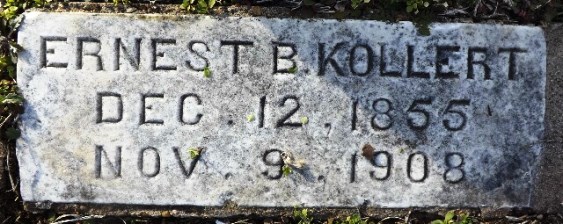 ERNEST B. KOLLERT
DEC. 12, 1855
NOV. 9. 1908